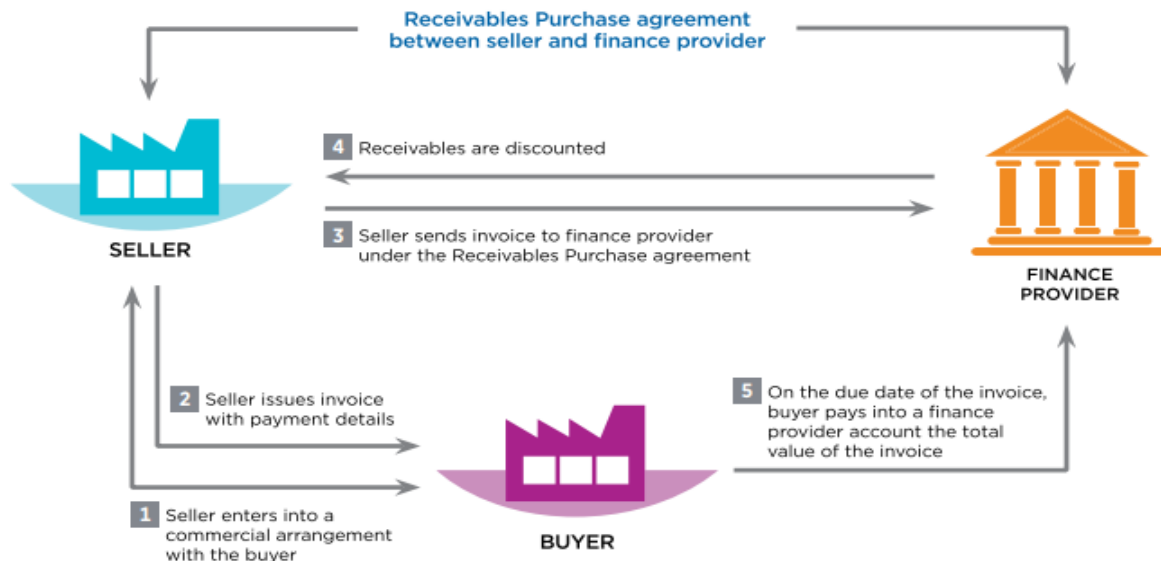 Receivables Purchase agreement
between seller and finance provider
4 Receivables are discounted
3 Seller sends invoice to finance provider
under the Receivables Purchase agreement
SELLER
FINANCE
PROVIDER
2 Seller issues invoice
with payment details
5 On the due date of the invoice,
buyer pays into a finance
provider account the total
value of the invoice
1 Seller enters into a
commercial arrangement
with the buyer
BUYER